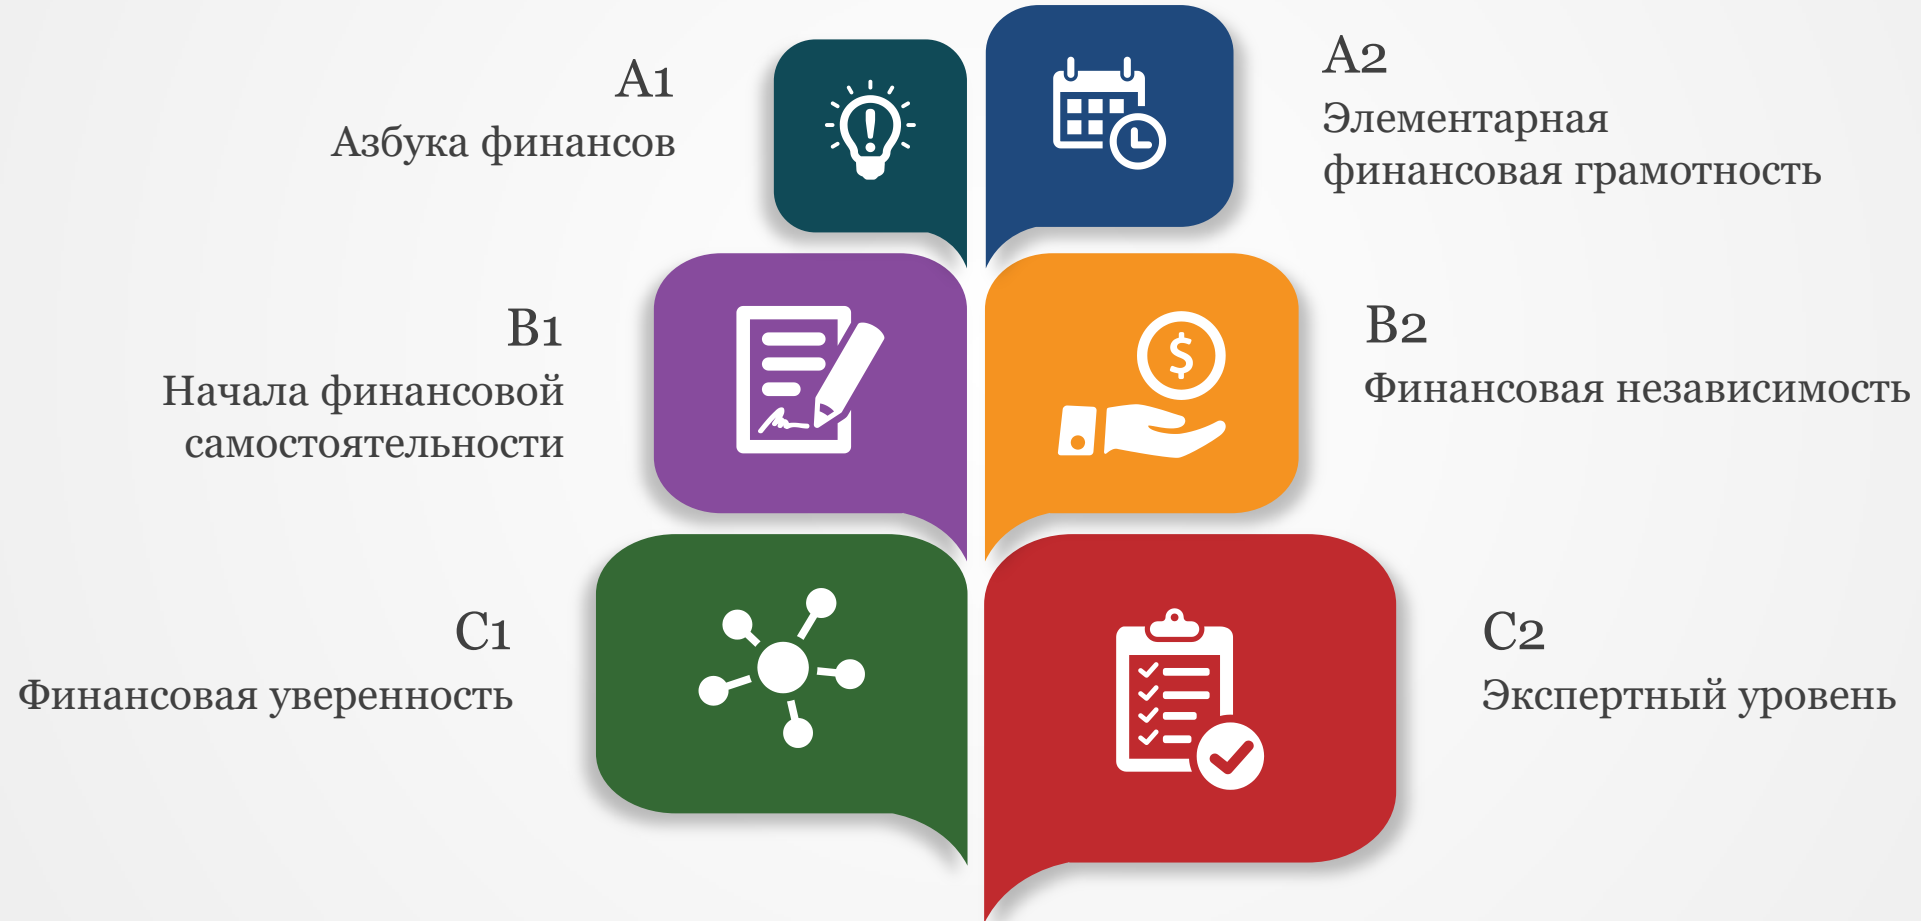 A1
Азбука финансов
A2
Элементарная
финансовая грамотность
B1
Начала финансовой
самостоятельности
B2
Финансовая независимость
C1
Финансовая уверенность
C2
Экспертный уровень